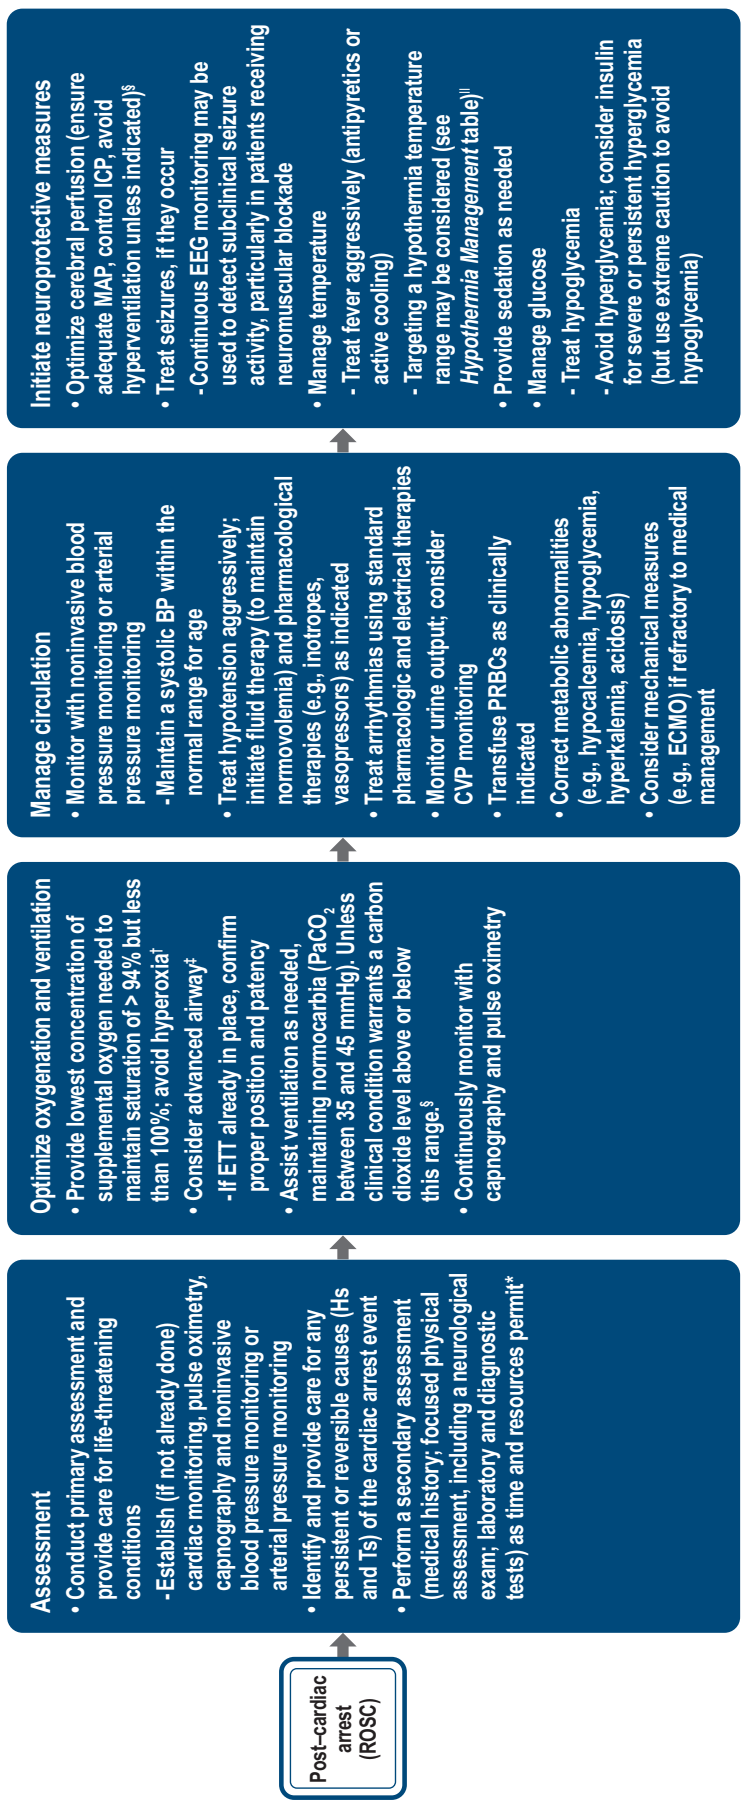 Post–cardiac
arrest
(ROSC)
Assessment
• Conduct primary assessment and
provide care for life-threatening
conditions
- Establish (if not already done)
cardiac monitoring, pulse oximetry,
capnography and noninvasive
blood pressure monitoring or
arterial pressure monitoring
• Identify and provide care for any
persistent or reversible causes (Hs
and Ts) of the cardiac arrest event
• Perform a secondary assessment
(medical history; focused physical
assessment, including a neurological
exam; laboratory and diagnostic
tests) as time and resources permit*
Optimize oxygenation and ventilation
• Provide lowest concentration of
supplemental oxygen needed to
maintain saturation of > 94% but less
than 100%; avoid hyperoxia†
• Consider advanced airway‡
- If ETT already in place, confirm
proper position and patency
• Assist ventilation as needed,
maintaining normocarbia (PaCO₂
between 35 and 45 mmHg). Unless
clinical condition warrants a carbon
dioxide level above or below
this range.§
• Continuously monitor with
capnography and pulse oximetry
Manage circulation
• Monitor with noninvasive blood
pressure monitoring or arterial
pressure monitoring
- Maintain a systolic BP within the
normal range for age
• Treat hypotension aggressively;
initiate fluid therapy (to maintain
normovolemia) and pharmacological
therapies (e.g., inotropes,
vasopressors) as indicated
• Treat arrhythmias using standard
pharmacologic and electrical therapies
• Monitor urine output; consider
CVP monitoring
• Transfuse PRBCs as clinically
indicated
• Correct metabolic abnormalities
(e.g., hypocalcemia, hypoglycemia,
hyperkalemia, acidosis)
• Consider mechanical measures
(e.g., ECMO) if refractory to medical
management
Initiate neuroprotective measures
• Optimize cerebral perfusion (ensure
adequate MAP, control ICP, avoid
hyperventilation unless indicated)§
• Treat seizures, if they occur
- Continuous EEG monitoring may be
used to detect subclinical seizure
activity, particularly in patients receiving
neuromuscular blockade
• Manage temperature
- Treat fever aggressively (antipyretics or
active cooling)
- Targeting a hypothermia temperature
range may be considered (see
Hypothermia Management table)||
• Provide sedation as needed
• Manage glucose
- Treat hypoglycemia
- Avoid hyperglycemia; consider insulin
for severe or persistent hyperglycemia
(but use extreme caution to avoid
hypoglycemia)